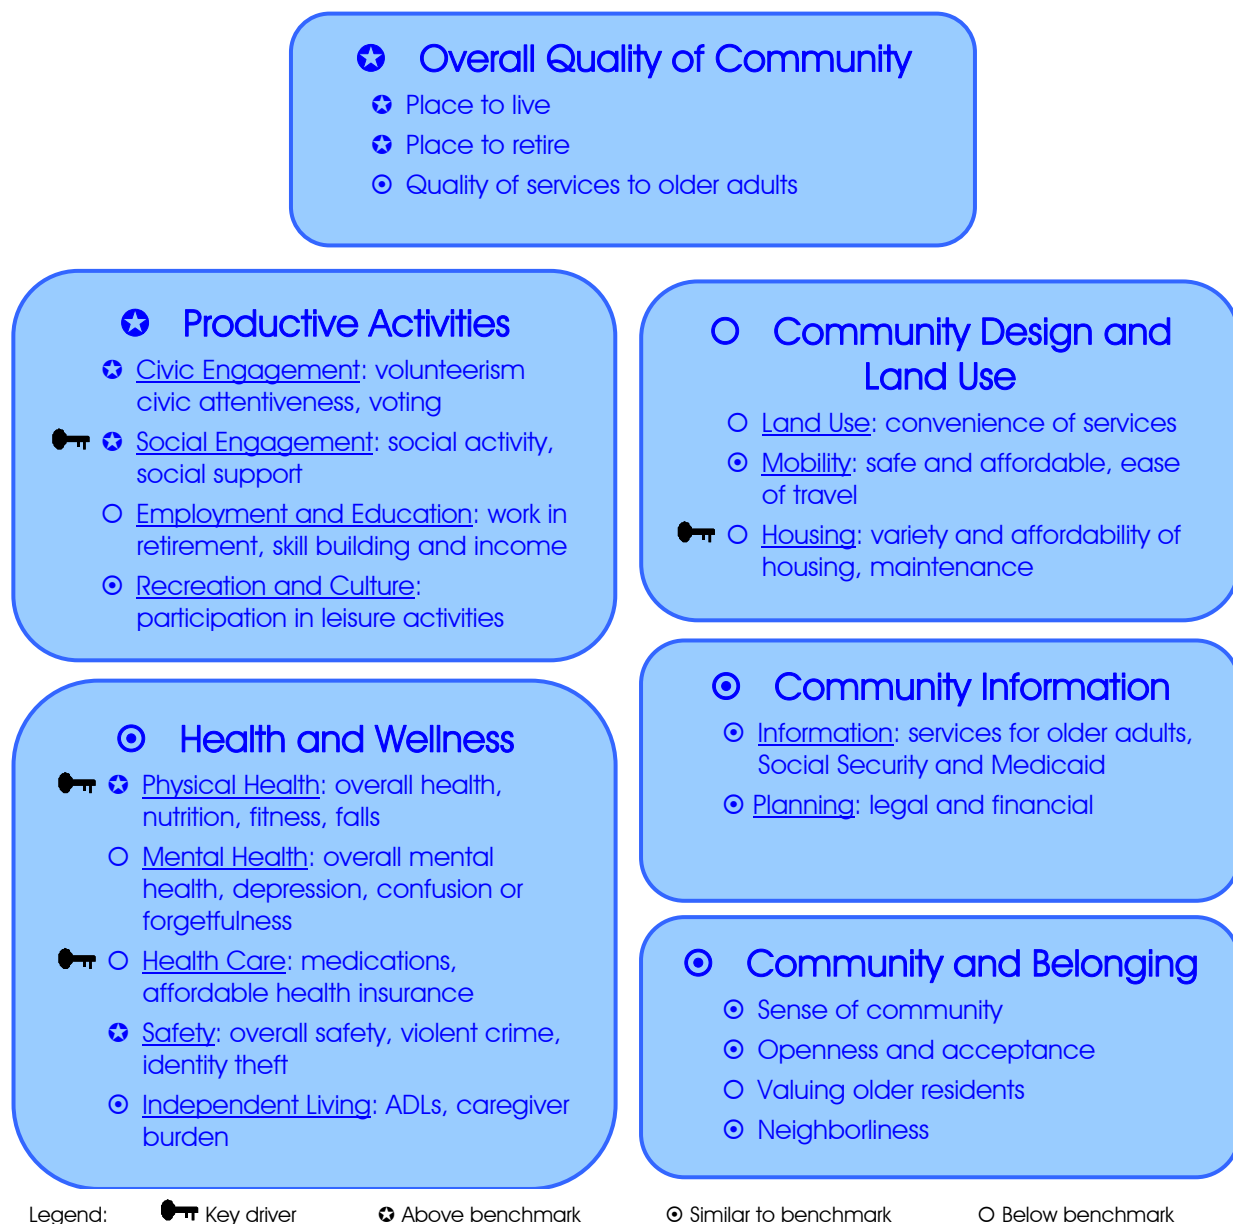 Overall Quality of Community
Place to live
Place to retire
Quality of services to older adults
Productive Activities
Civic Engagement: volunteerism
civic attentiveness, voting
Social Engagement: social activity,
social support
Employment and Education: work in
retirement, skill building and income
Recreation and Culture:
participation in leisure activities
Community Design and
Land Use
Land Use: convenience of services
Mobility: safe and affordable, ease
of travel
Housing: variety and affordability of
housing, maintenance
Health and Wellness
Physical Health: overall health,
nutrition, fitness, falls
Mental Health: overall mental
health, depression, confusion or
forgetfulness
Health Care: medications,
affordable health insurance
Safety: overall safety, violent crime,
identity theft
Independent Living: ADLs, caregiver
burden
Community Information
Information: services for older adults,
Social Security and Medicaid
Planning: legal and financial
Community and Belonging
Sense of community
Openness and acceptance
Valuing older residents
Neighborliness
Legend: Key driver Above benchmark Similar to benchmark Below benchmark